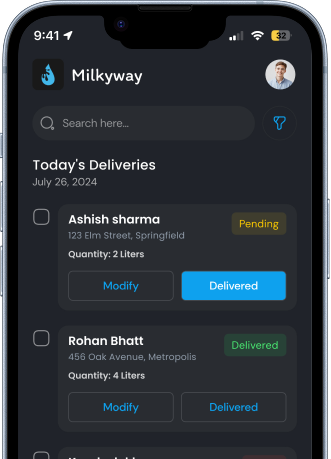 9:41
32
Milkyway
Search here...
Today's Deliveries
July 26, 2024
Ashish sharma
Pending
123 Elm Street, Springfield
Quantity: 2 Liters
Modify
Delivered
Rohan Bhatt
Delivered
456 Oak Avenue, Metropolis
Quantity: 4 Liters
Modify
Delivered